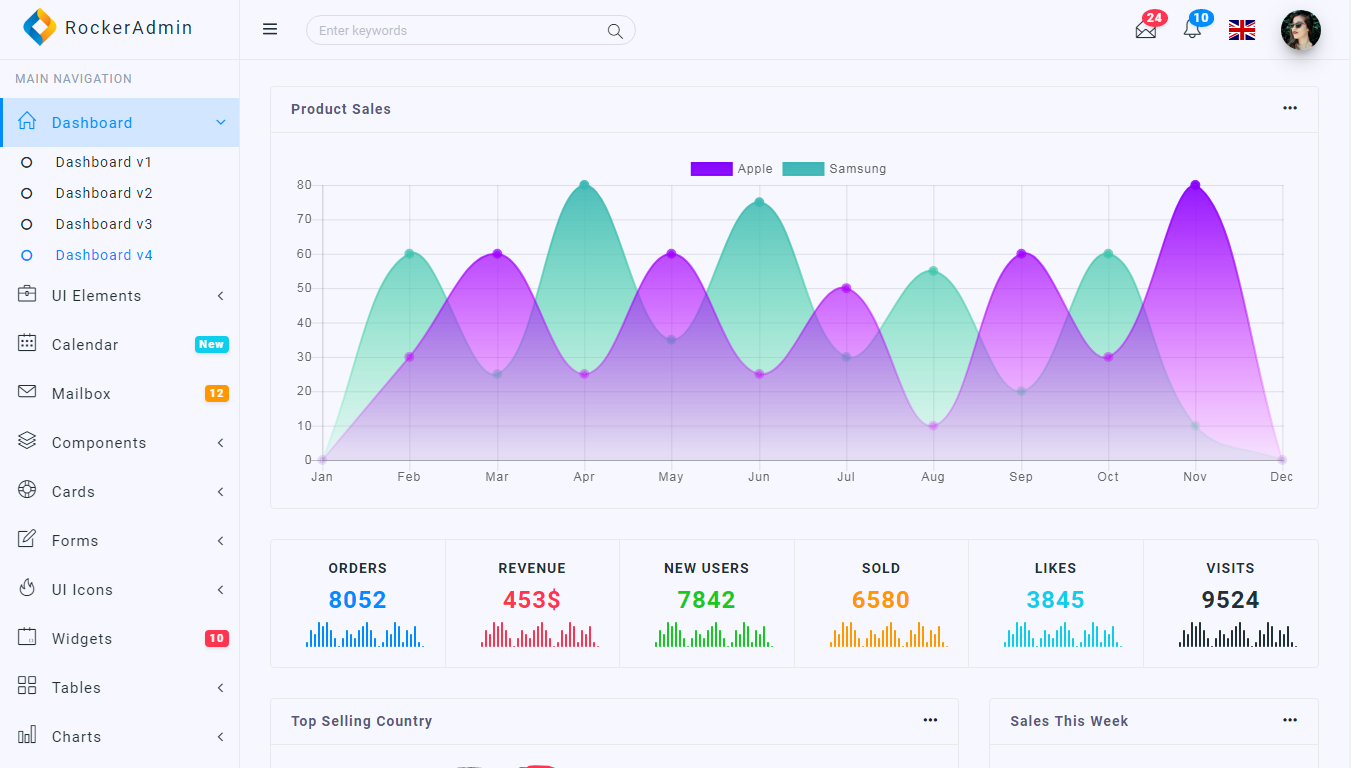 RockerAdmin
Enter keywords
24
10
MAIN NAVIGATION
Dashboard
Dashboard v1
Dashboard v2
Dashboard v3
Dashboard v4
UI Elements
Calendar New
Mailbox 12
Components
Cards
Forms
UI Icons
Widgets 10
Tables
Charts
Product Sales
Apple Samsung
80
70
60
50
40
30
20
10
0
Jan Feb Mar Apr May Jun Jul Aug Sep Oct Nov Dec
ORDERS
8052
REVENUE
453$
NEW USERS
7842
SOLD
6580
LIKES
3845
VISITS
9524
Top Selling Country
Sales This Week